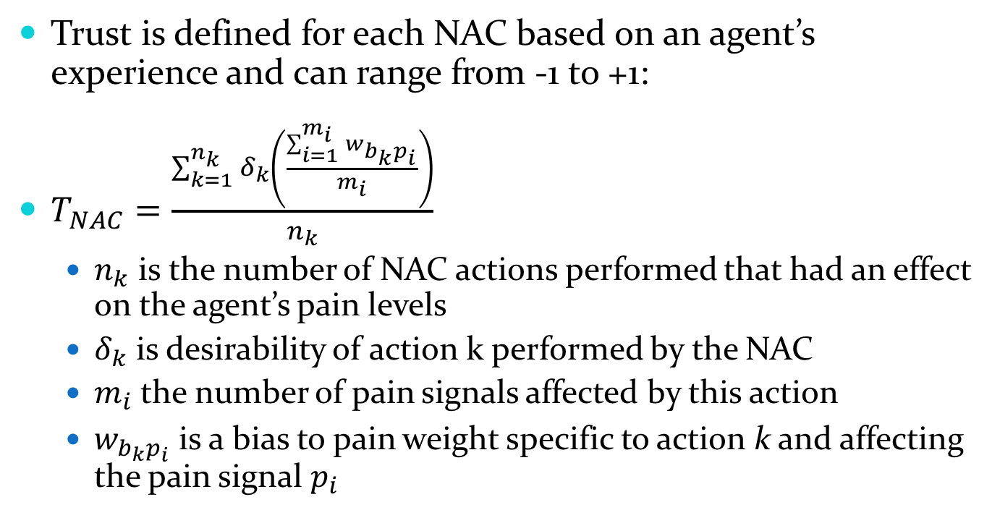 • Trust is defined for each NAC based on an agent’s
experience and can range from -1 to +1:
• $T_{NAC} = \frac{\sum_{k=1}^{n_k} \delta_k \left( \frac{\sum_{i=1}^{m_i} w_{b_k p_i}}{m_i} \right)}{n_k}$
• $n_k$ is the number of NAC actions performed that had an effect
on the agent’s pain levels
• $\delta_k$ is desirability of action k performed by the NAC
• $m_i$ the number of pain signals affected by this action
• $w_{b_k p_i}$ is a bias to pain weight specific to action k and affecting
the pain signal $p_i$